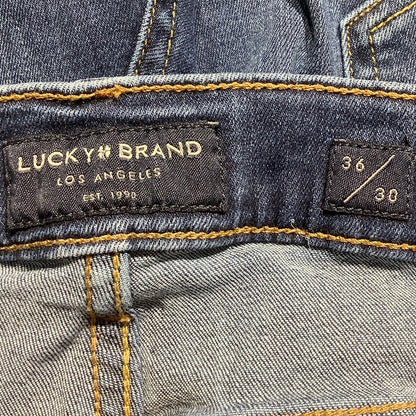 LUCKY BRAND
LOS ANGELES
EST. 1990
36/30